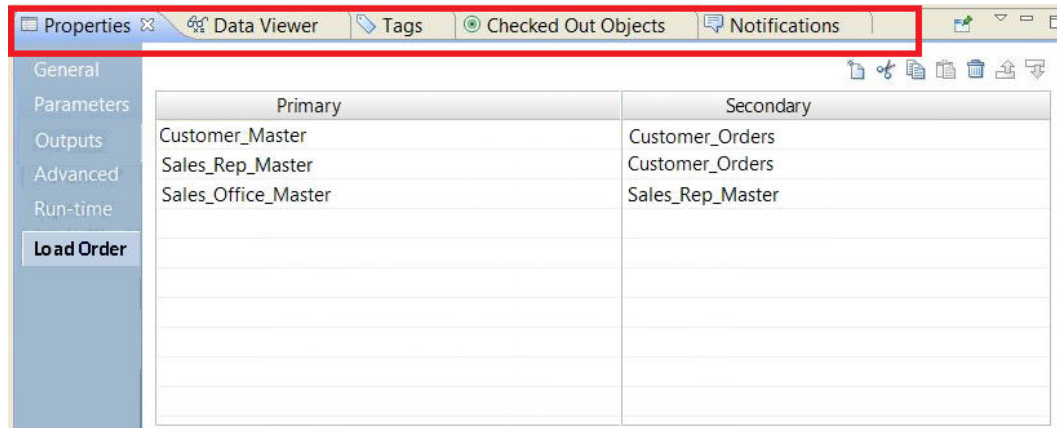 Properties Data Viewer Tags Checked Out Objects Notifications
General
Parameters
Outputs
Advanced
Run-time
Load Order
Primary Secondary
Customer_Master Customer_Orders
Sales_Rep_Master Customer_Orders
Sales_Office_Master Sales_Rep_Master